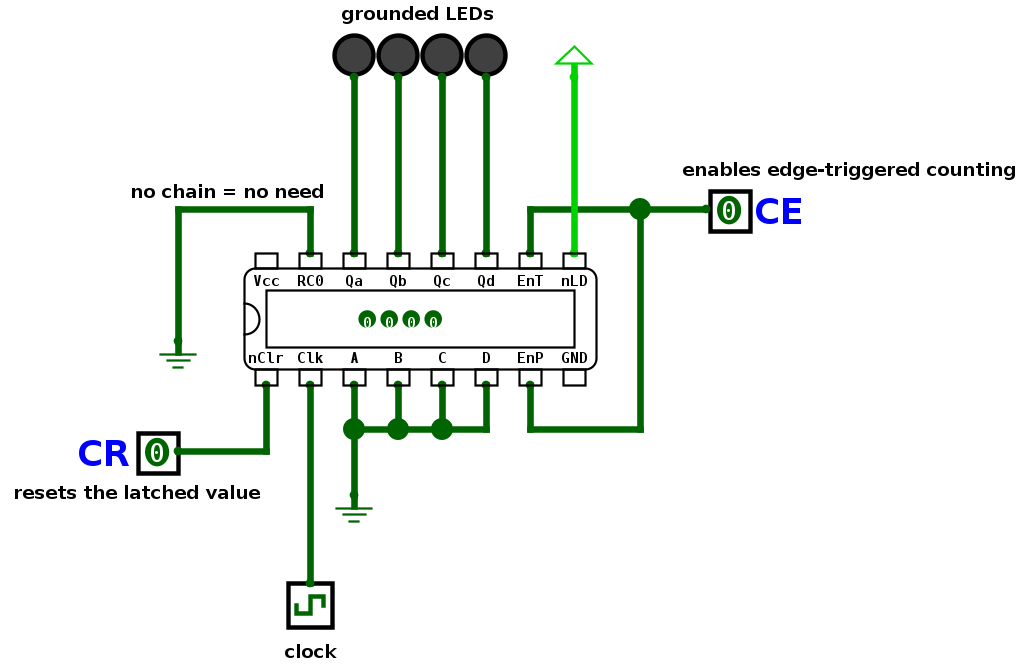 grounded LEDs
enables edge-triggered counting
no chain = no need
0 CE
Vcc RC0 Qa Qb Qc Qd EnT nLD
0 0 0 0
nClr Clk A B C D EnP GND
CR 0
resets the latched value
clock